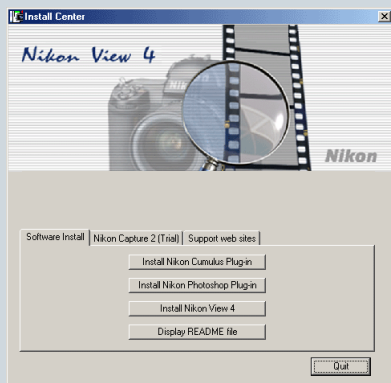 Install Center
Nikon View 4
Nikon
Software Install Nikon Capture 2 (Trial) Support web sites
Install Nikon Cumulus Plug-in
Install Nikon Photoshop Plug-in
Install Nikon View 4
Display README file
Quit